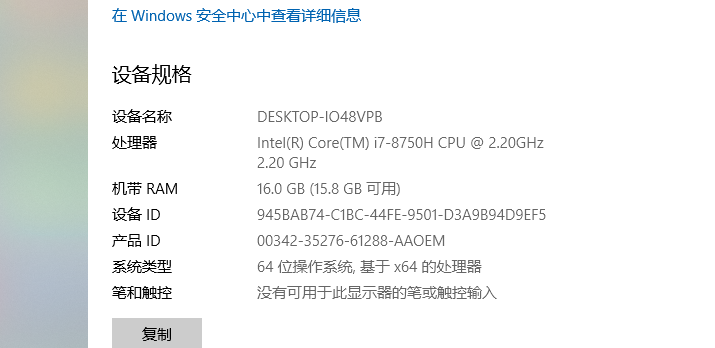 在 Windows 安全中心中查看详细信息
设备规格
设备名称 DESKTOP-IO48VPB
处理器 Intel(R) Core(TM) i7-8750H CPU @ 2.20GHz
2.20 GHz
机带 RAM 16.0 GB (15.8 GB 可用)
设备 ID 945BAB74-C1BC-44FE-9501-D3A9B94D9EF5
产品 ID 00342-35276-61288-AAOEM
系统类型 64 位操作系统, 基于 x64 的处理器
笔和触控 没有可用于此显示器的笔或触控输入
复制